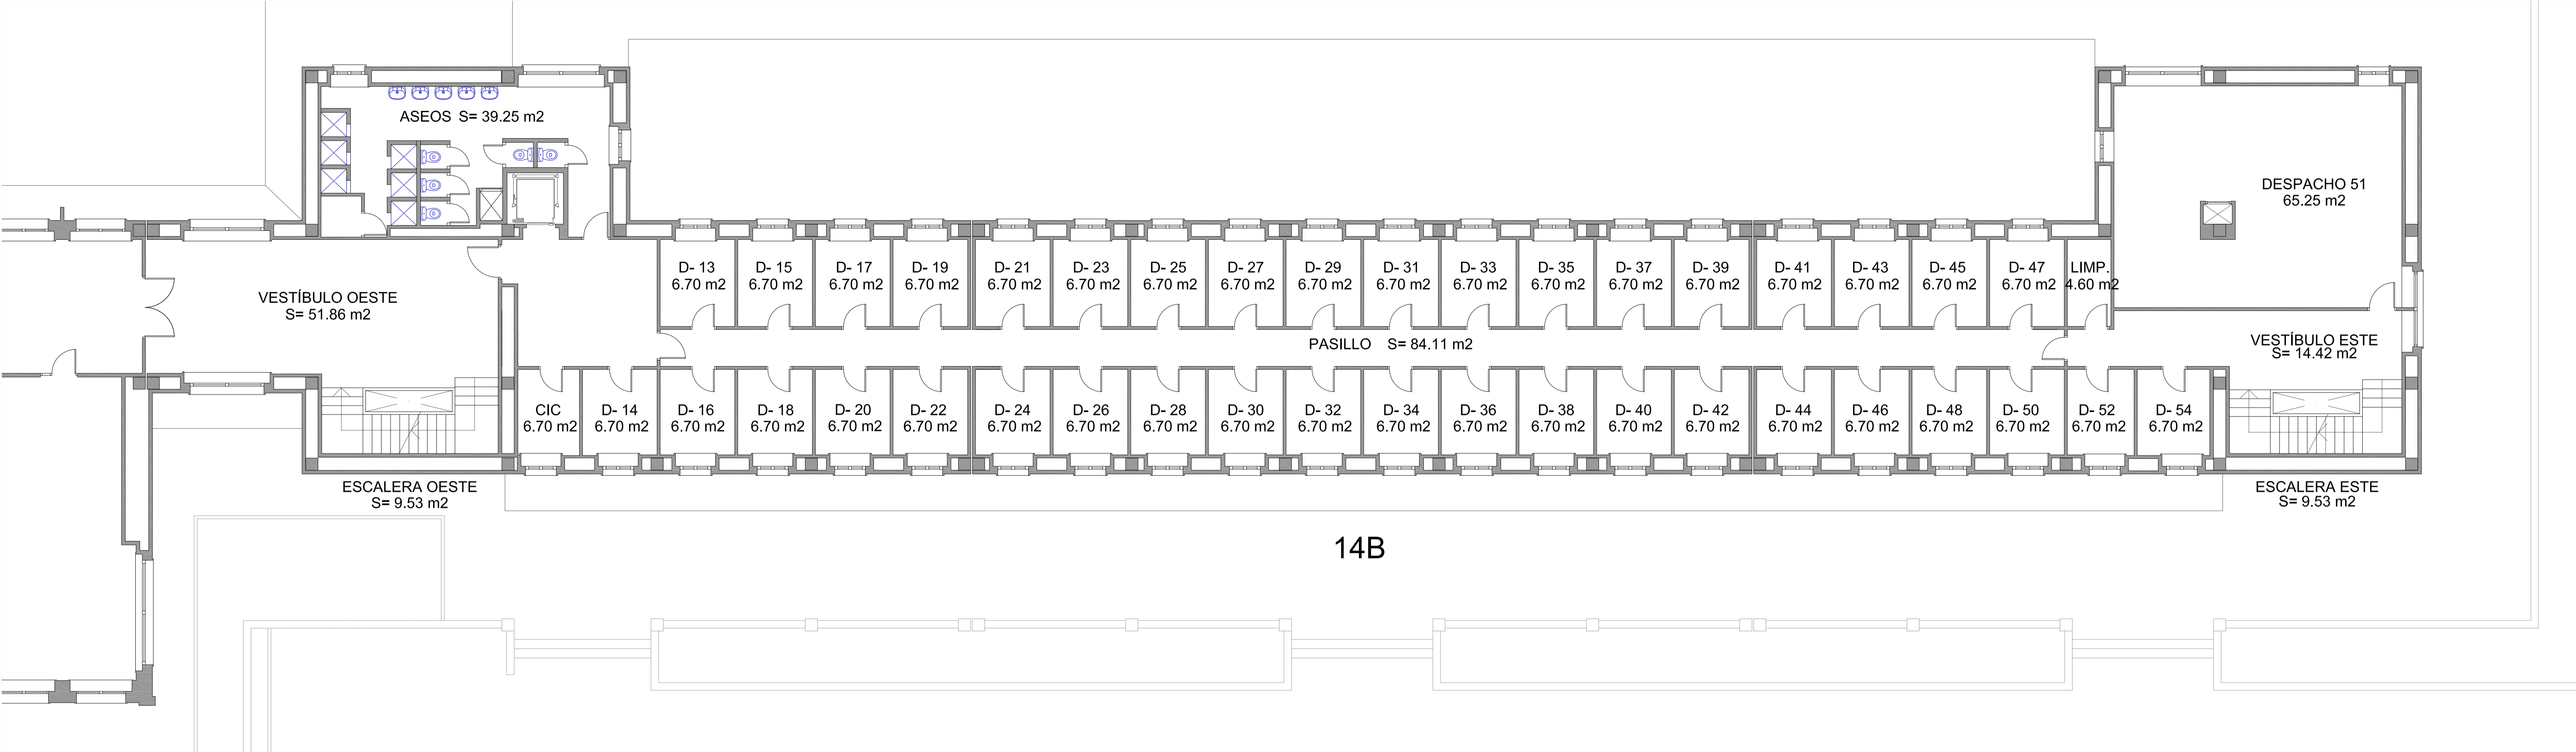 ASEOS S= 39.25 m2
DESPACHO 51
65.25 m2
VESTÍBULO OESTE
S= 51.86 m2
D- 13
6.70 m2
D- 15
6.70 m2
D- 17
6.70 m2
D- 19
6.70 m2
D- 21
6.70 m2
D- 23
6.70 m2
D- 25
6.70 m2
D- 27
6.70 m2
D- 29
6.70 m2
D- 31
6.70 m2
D- 33
6.70 m2
D- 35
6.70 m2
D- 37
6.70 m2
D- 39
6.70 m2
D- 41
6.70 m2
D- 43
6.70 m2
D- 45
6.70 m2
D- 47
6.70 m2
LIMP.
4.60 m2
PASILLO S= 84.11 m2
VESTÍBULO ESTE
S= 14.42 m2
CIC
6.70 m2
D- 14
6.70 m2
D- 16
6.70 m2
D- 18
6.70 m2
D- 20
6.70 m2
D- 22
6.70 m2
D- 24
6.70 m2
D- 26
6.70 m2
D- 28
6.70 m2
D- 30
6.70 m2
D- 32
6.70 m2
D- 34
6.70 m2
D- 36
6.70 m2
D- 38
6.70 m2
D- 40
6.70 m2
D- 42
6.70 m2
D- 44
6.70 m2
D- 46
6.70 m2
D- 48
6.70 m2
D- 50
6.70 m2
D- 52
6.70 m2
D- 54
6.70 m2
ESCALERA OESTE
S= 9.53 m2
ESCALERA ESTE
S= 9.53 m2
14B